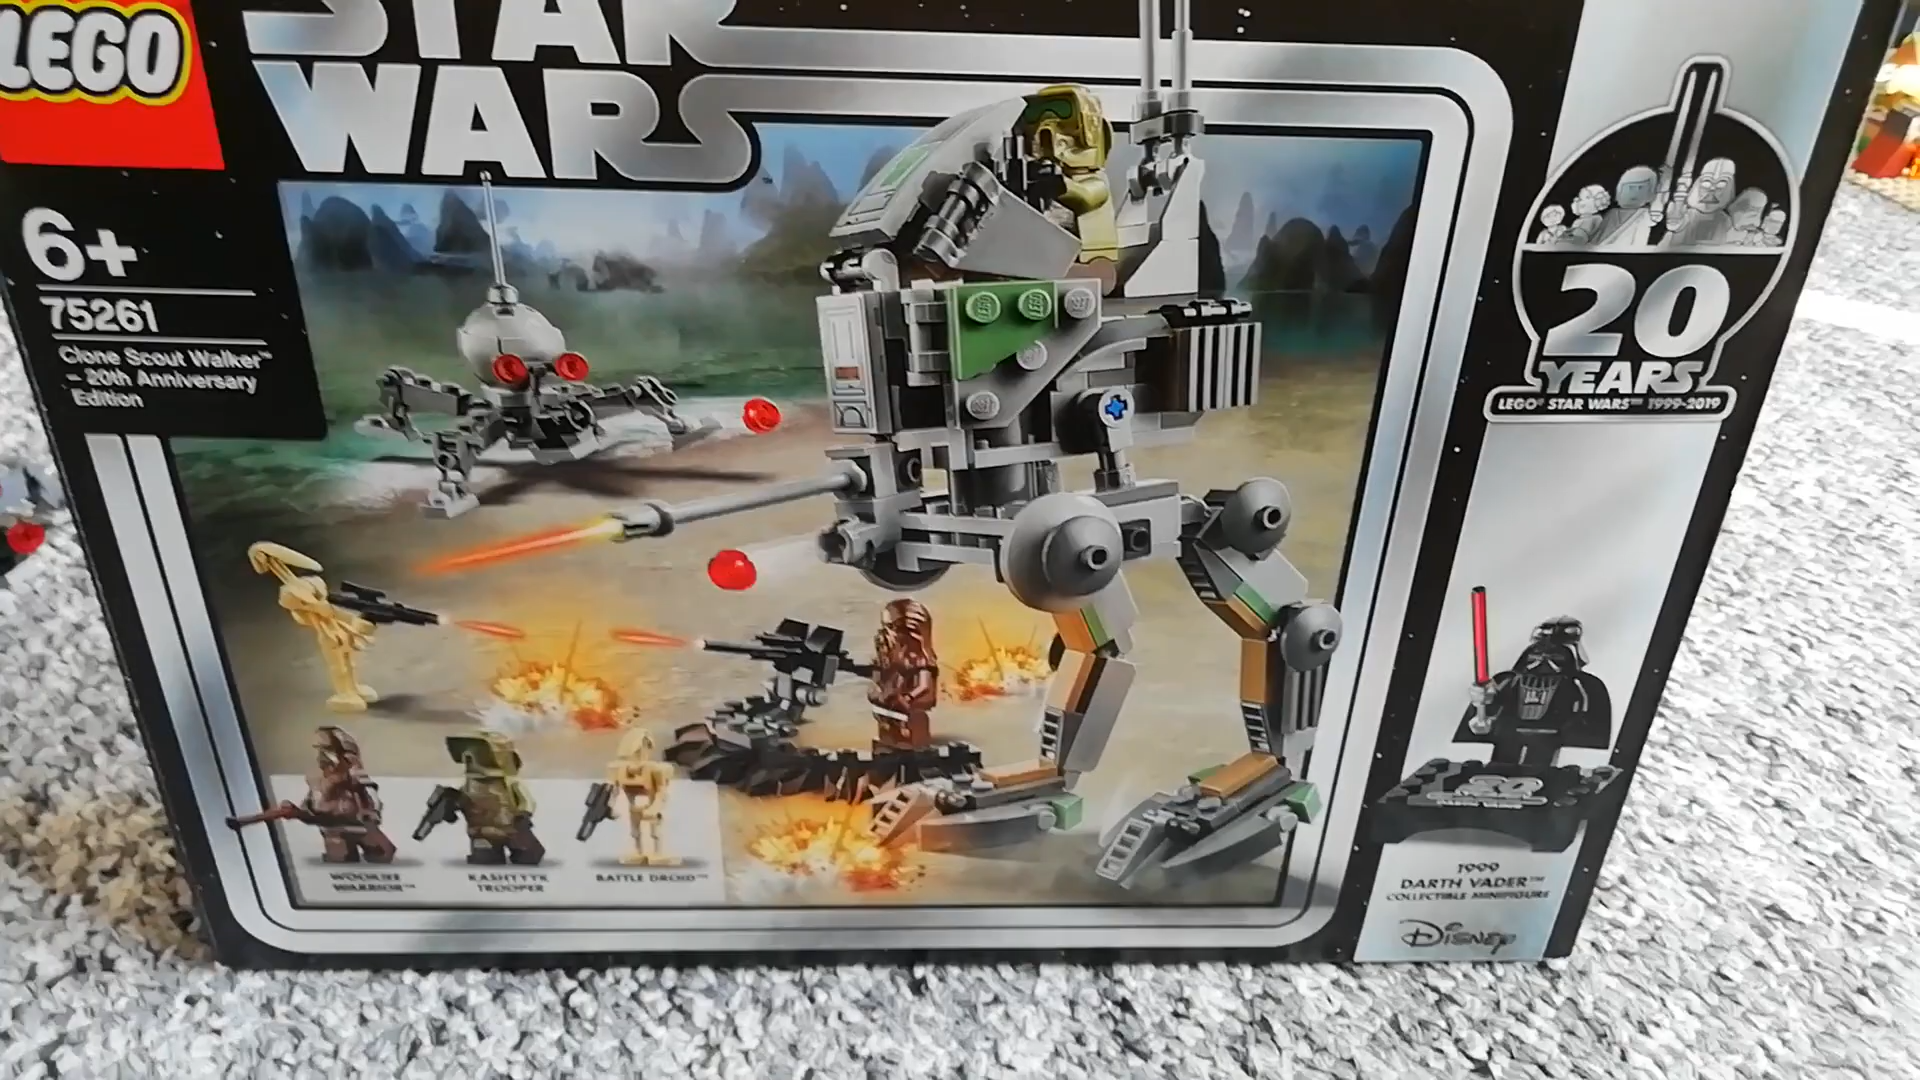 LEGO
STAR
WARS
6+
75261
Clone Scout Walker™
– 20th Anniversary
Edition
20
YEARS
LEGO® STAR WARS™ 1999-2019
WOOKIEE
WARRIOR™
KASHYYYK
TROOPER
BATTLE DROID™
20
1999
DARTH VADER™
COLLECTIBLE MINIFIGURE
Disney